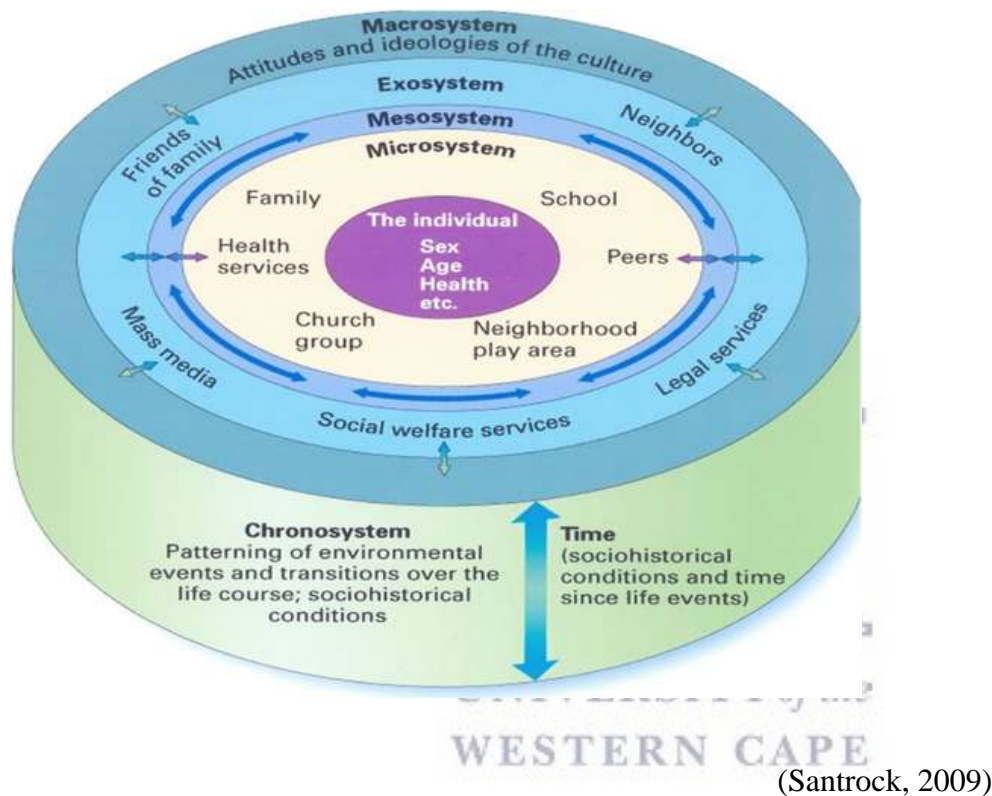 Macrosystem
Attitudes and ideologies of the culture
Exosystem
Mesosystem
Microsystem
Friends
of family
Neighbors
Family
School
The individual
Sex
Age
Health
etc.
Health
services
Peers
Church
group
Neighborhood
play area
Mass media
Legal services
Social welfare services
Chronosystem
Patterning of environmental
events and transitions over the
life course; sociohistorical
conditions
Time
(sociohistorical
conditions and time
since life events)
WESTERN CAPE
(Santrock, 2009)